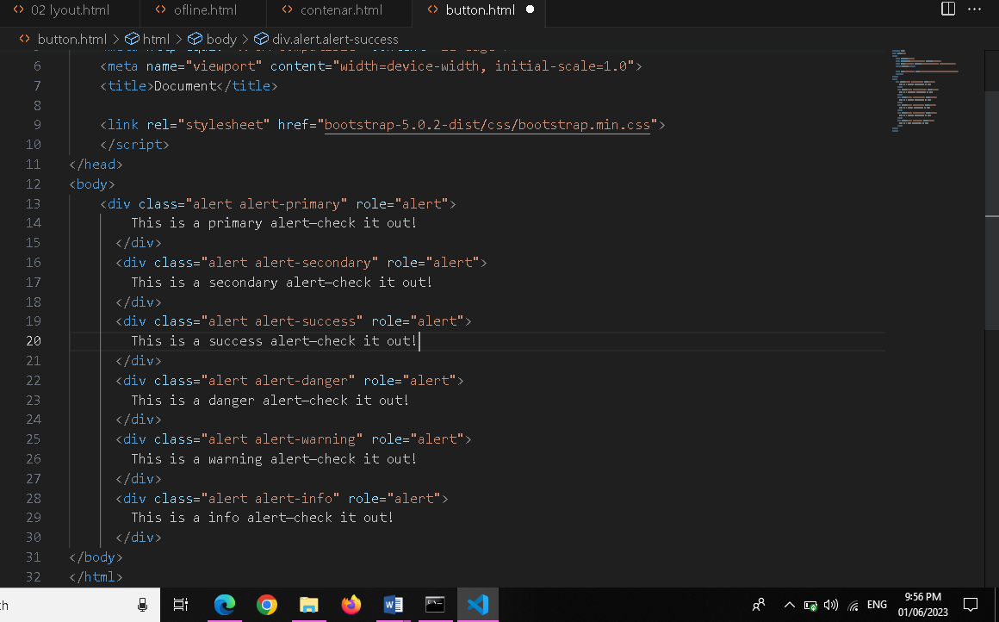 02 lyout.html ofline.html contenar.html button.html
button.html > html > body > div.alert.alert-success
6 <meta name="viewport" content="width=device-width, initial-scale=1.0">
7 <title>Document</title>
8
9 <link rel="stylesheet" href="bootstrap-5.0.2-dist/css/bootstrap.min.css">
10 </script>
11 </head>
12 <body>
13 <div class="alert alert-primary" role="alert">
14 This is a primary alert—check it out!
15 </div>
16 <div class="alert alert-secondary" role="alert">
17 This is a secondary alert—check it out!
18 </div>
19 <div class="alert alert-success" role="alert">
20 This is a success alert—check it out!
21 </div>
22 <div class="alert alert-danger" role="alert">
23 This is a danger alert—check it out!
24 </div>
25 <div class="alert alert-warning" role="alert">
26 This is a warning alert—check it out!
27 </div>
28 <div class="alert alert-info" role="alert">
29 This is a info alert—check it out!
30 </div>
31 </body>
32 </html>
ENG
9:56 PM
01/06/2023